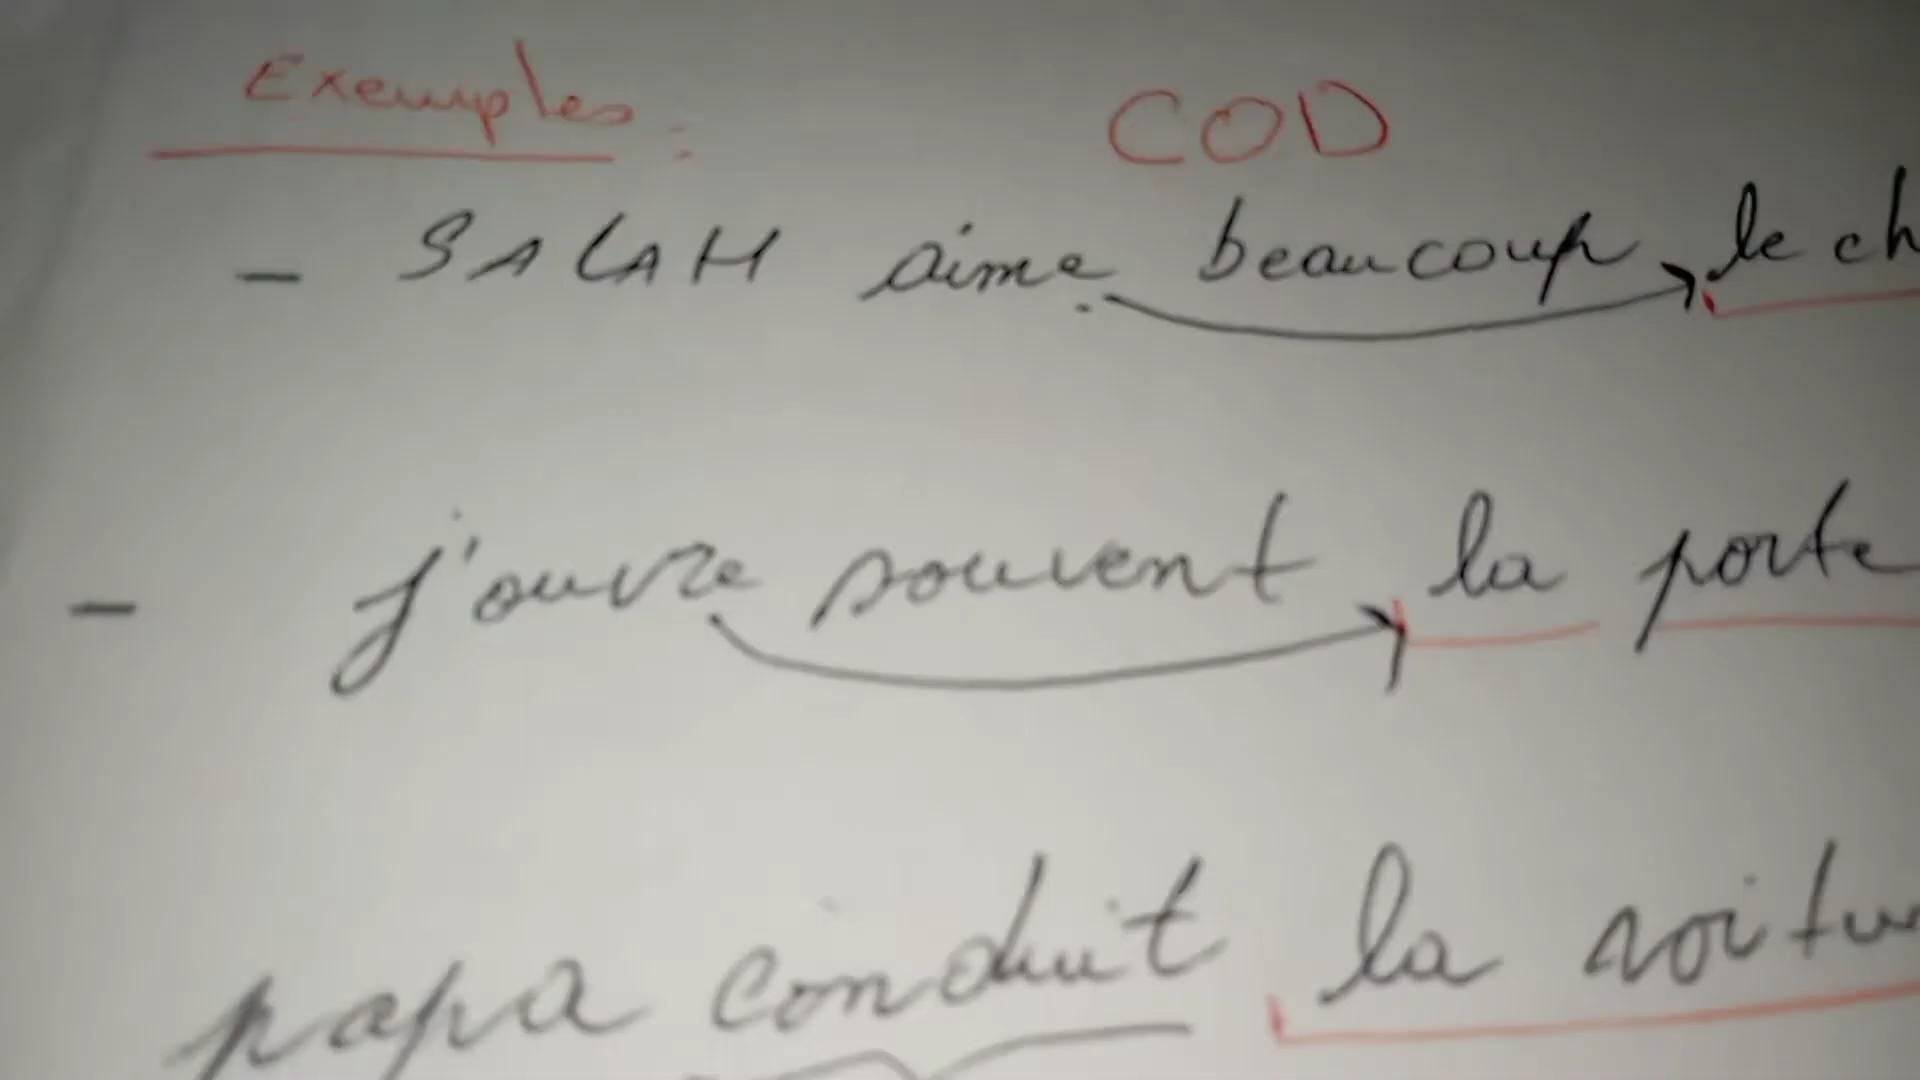 Exemples :
COD
- SALAH aime beaucoup le ch
- j'ouvre souvent la porte
papa conduit la voitu